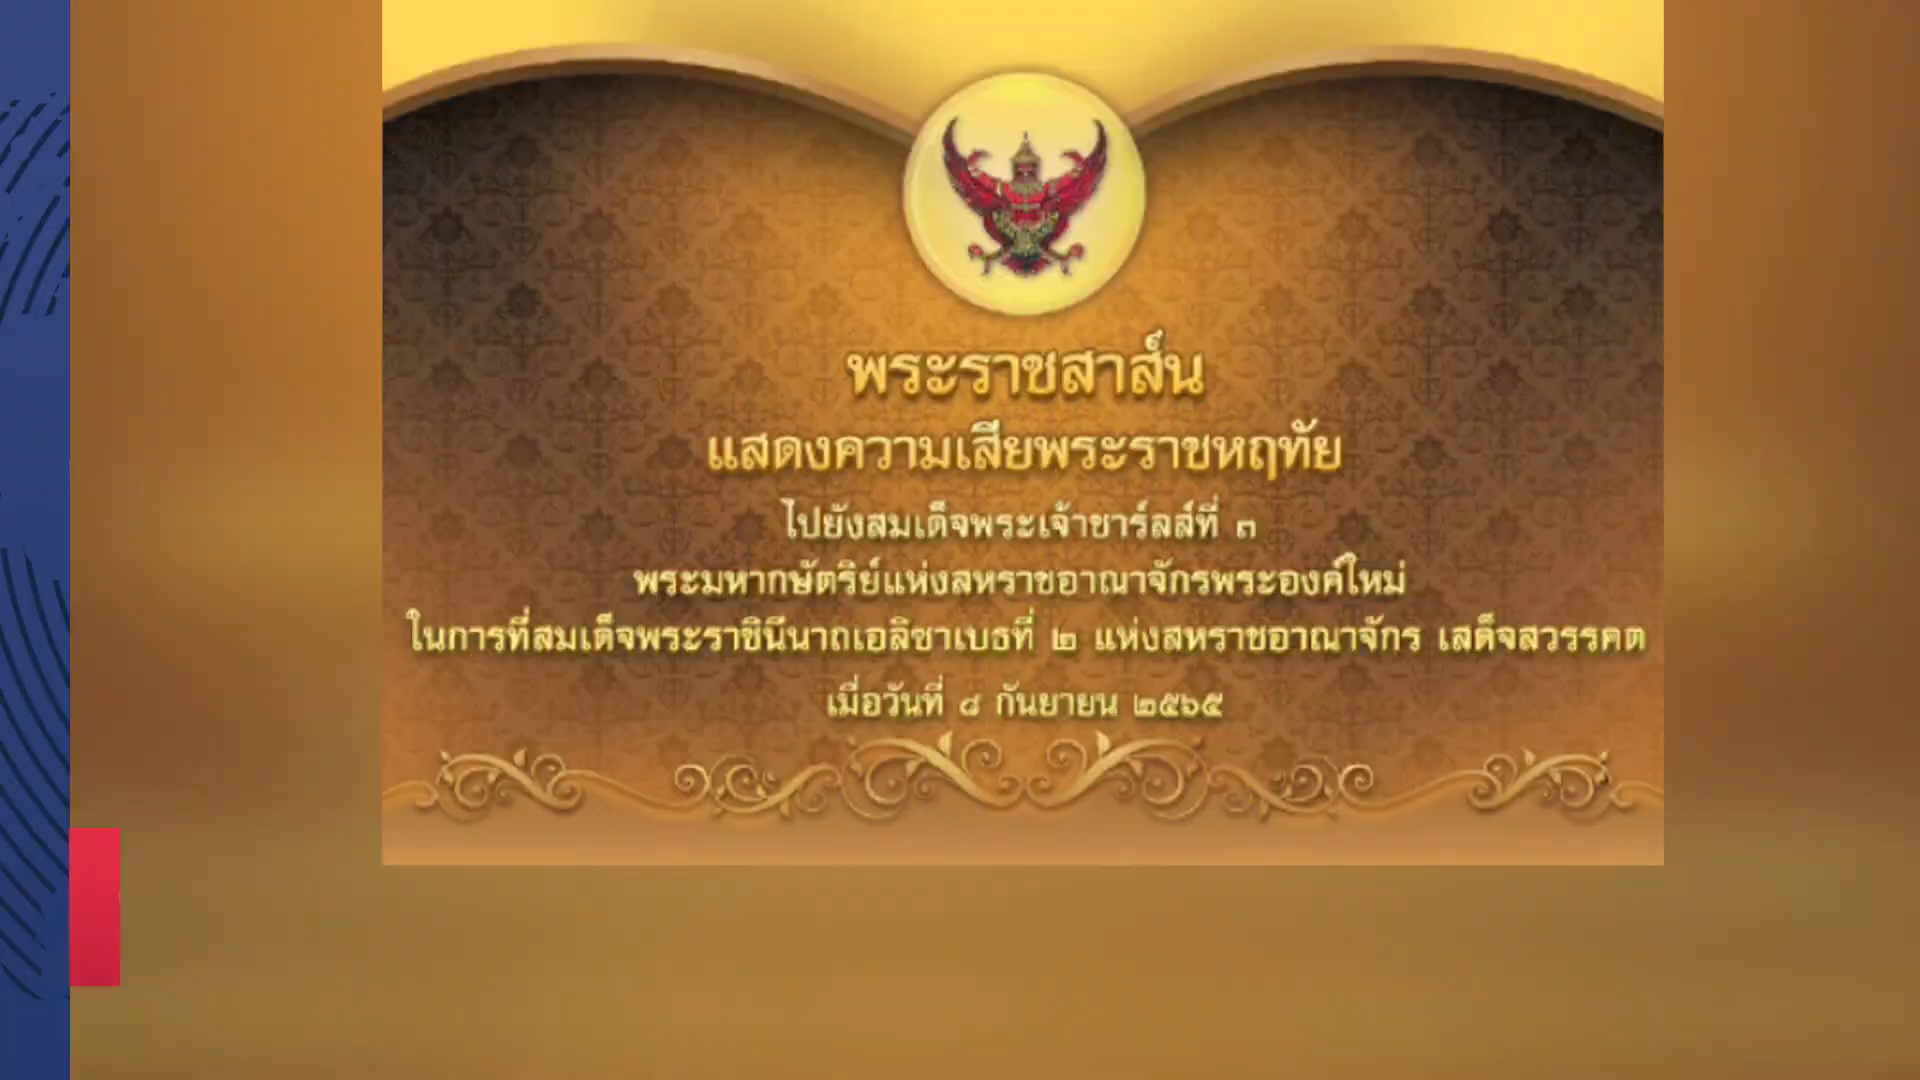 พระราชสาส์น
แสดงความเสียพระราชหฤทัย
ไปยังสมเด็จพระเจ้าชาร์ลส์ที่ ๓
พระมหากษัตริย์แห่งสหราชอาณาจักรพระองค์ใหม่
ในการที่สมเด็จพระราชินีนาถเอลิซาเบธที่ ๒ แห่งสหราชอาณาจักร เสด็จสวรรคต
เมื่อวันที่ ๘ กันยายน ๒๕๖๕